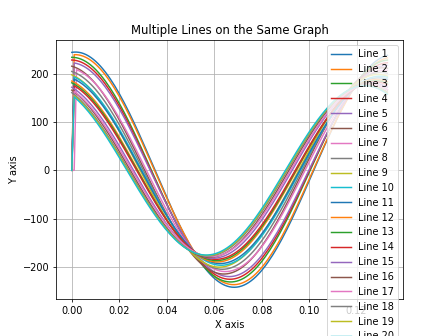 Multiple Lines on the Same Graph
Y axis
200
100
0
−100
−200
0.00
0.02
0.04
0.06
0.08
0.10
X axis
Line 1
Line 2
Line 3
Line 4
Line 5
Line 6
Line 7
Line 8
Line 9
Line 10
Line 11
Line 12
Line 13
Line 14
Line 15
Line 16
Line 17
Line 18
Line 19
Line 20